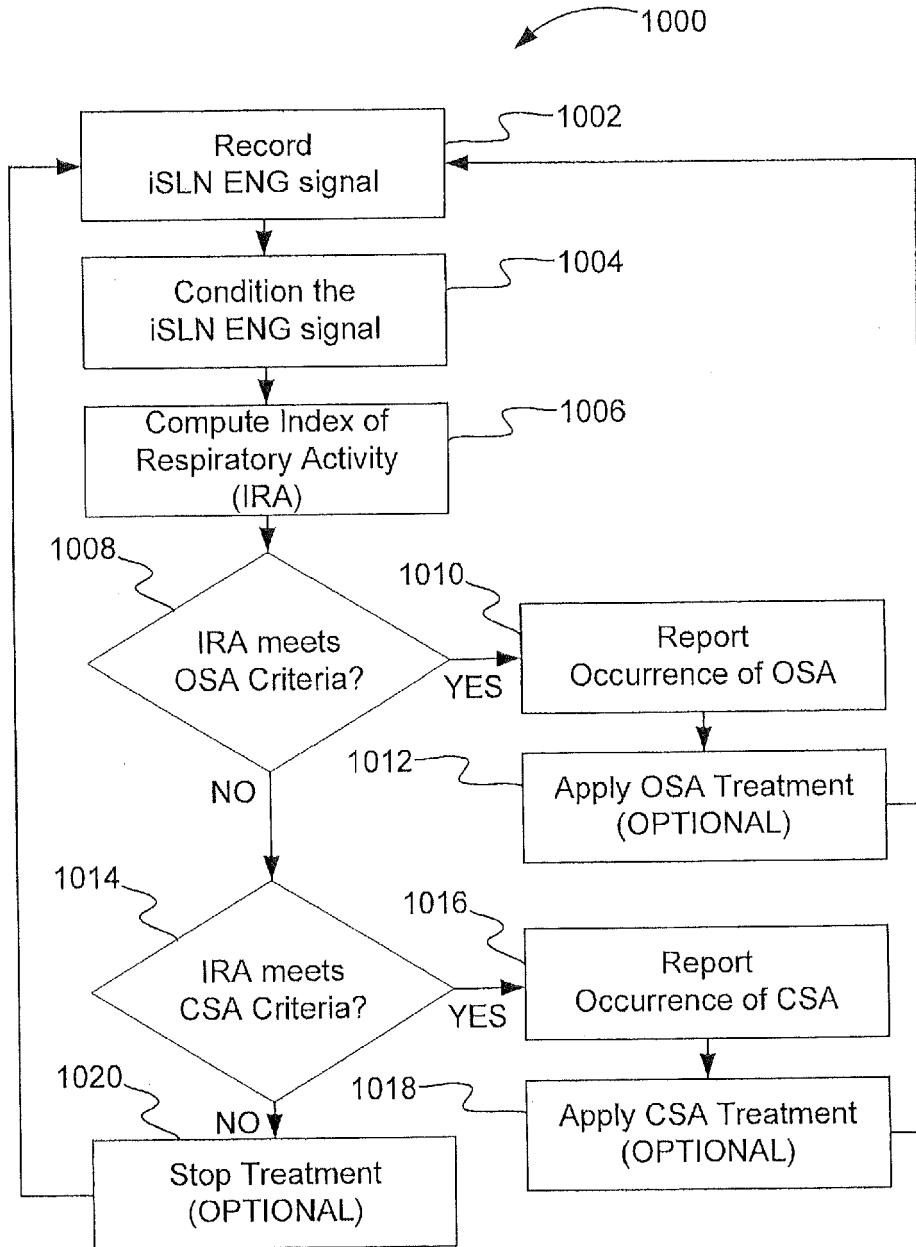 1000
1002
Record
iSLN ENG signal
1004
Condition the
iSLN ENG signal
1006
Compute Index of
Respiratory Activity
(IRA)
1008
IRA meets
OSA Criteria?
YES
NO
1010
Report
Occurrence of OSA
1012
Apply OSA Treatment
(OPTIONAL)
1014
IRA meets
CSA Criteria?
YES
NO
1016
Report
Occurrence of CSA
1018
Apply CSA Treatment
(OPTIONAL)
1020
Stop Treatment
(OPTIONAL)